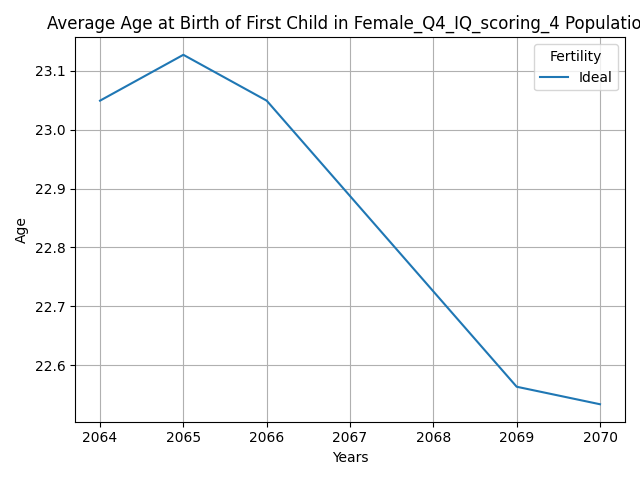 Average Age at Birth of First Child in Female_Q4_IQ_scoring_4 Populatio
Fertility
Ideal
23.1
23.0
22.9
22.8
22.7
22.6
Age
2064 2065 2066 2067 2068 2069 2070
Years